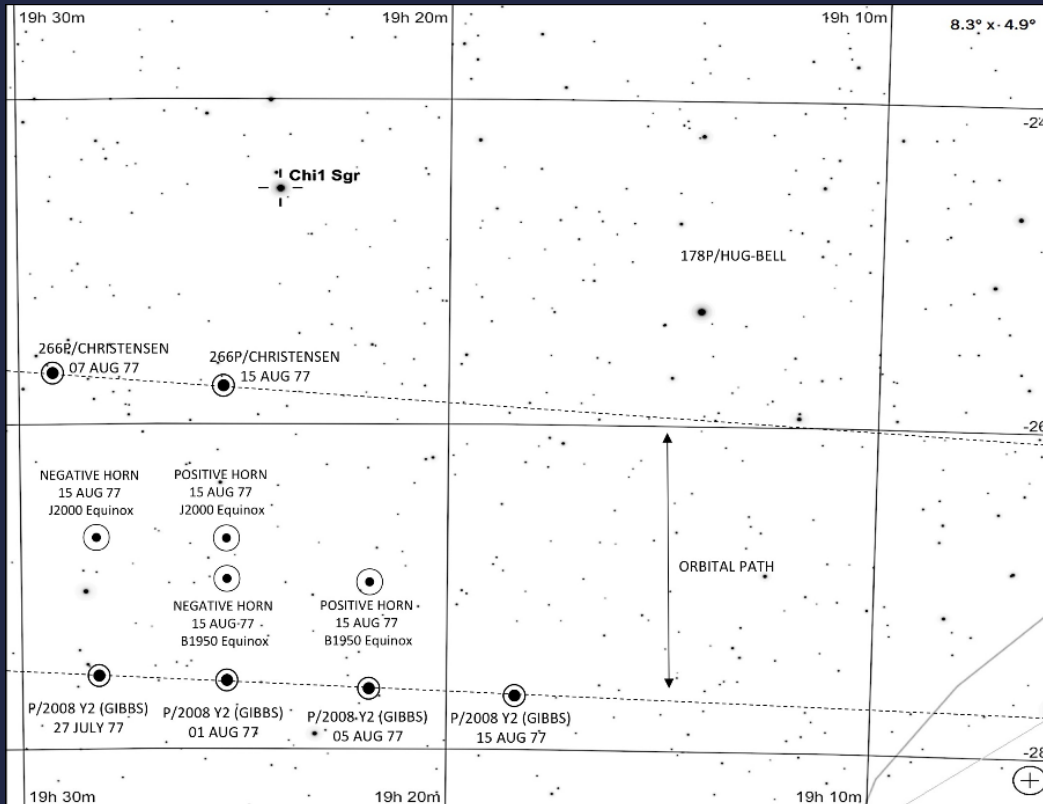 19h 30m
19h 20m
19h 10m
8.3° x 4.9°
-24
Chi1 Sgr
178P/HUG-BELL
266P/CHRISTENSEN
07 AUG 77
266P/CHRISTENSEN
15 AUG 77
-26
NEGATIVE HORN
15 AUG 77
J2000 Equinox
POSITIVE HORN
15 AUG 77
J2000 Equinox
ORBITAL PATH
NEGATIVE HORN
15 AUG 77
B1950 Equinox
POSITIVE HORN
15 AUG 77
B1950 Equinox
P/2008 Y2 (GIBBS)
27 JULY 77
P/2008 Y2 (GIBBS)
01 AUG 77
P/2008 Y2 (GIBBS)
05 AUG 77
P/2008 Y2 (GIBBS)
15 AUG 77
-28
19h 30m
19h 20m
19h 10m